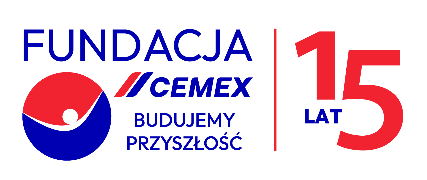 FUNDACJA
CEMEX
BUDUJEMY
PRZYSZŁOŚĆ
15
LAT